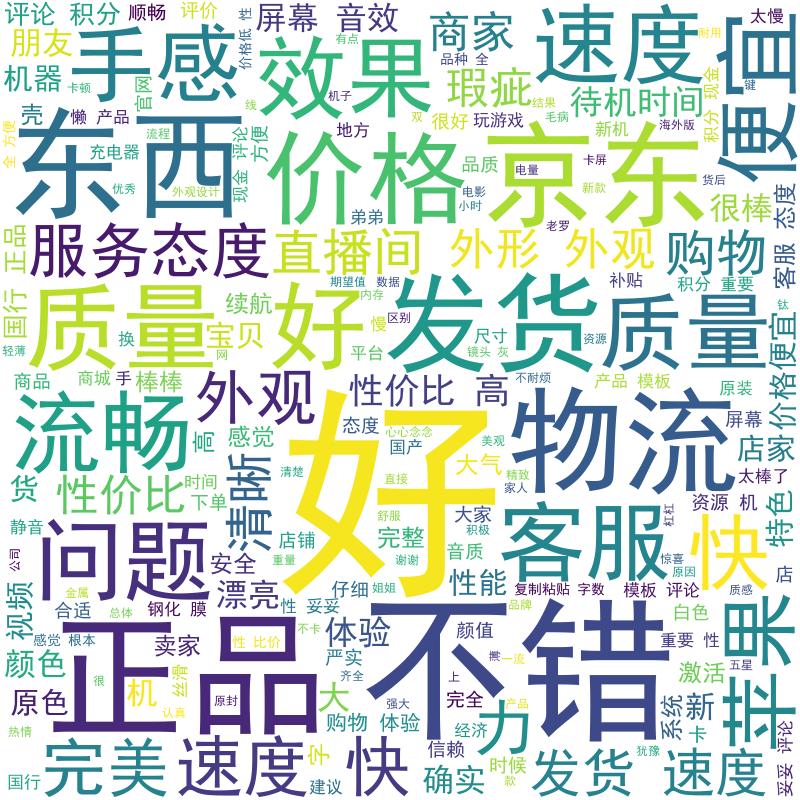 评论 积分
顺畅
评价
屏幕 音效
商家
速度
太慢
朋友
手感
价格低 性
有点
效果
品种 全
瑕疵
耐用
便宜
机器
卡顿
官网
机子
结果
待机时间
现金 积分
键
壳
懒
产品
线
双
很好
玩游戏
毛病
新机
海外版
全 方便
东西
流程
评论 现金
方便
地方
价格
品质
京东
卡屏
充电器
电量
新款
货后
优秀
外观设计
电影
小时
弟弟
老罗
很棒
态度 客服
正品
服务态度
直播间
外形 外观
购物
国行
质量
续航
好
期望值
数据
发货
补贴
积分 重要
质量
钛
内存
区别
宝贝
慢
换
网
平台
尺寸
资源
镜头 灰
价格便宜
轻薄
商品
商城
手
棒棒
外观
性价比 高
不耐烦
产品 模板
原装
流畅
高
感觉
态度
心心念念
好
国产
美观
物流
屏幕
店家
清晰
清楚
直接
大气
精致
家人
太棒了
货
性价比
时间
下单
资源 机
特色
静音
问题
店铺
舒服
完整
大家
积极
客服
杠杠
快
公司
安全
重量
谢谢
音质
惊喜
原因
视频
金属
漂亮
仔细
姐姐
性能
复制粘贴
字数
模板 评论
质感
店
合适
钢化 膜
总体
性 妥妥
品牌
白色
苹果
感觉 根本
正品
卖家
性 比价
不卡
体验
颜值
不错
重要 性
颜色
丝滑
严实
薄
一流
激活
五星
原色
很
机
原封
齐全
上
完全
产品
系统
新
热情
认真
大
强大
力
卡
购物 体验
经济
完美
速度 快
字
信赖
时候
款
犹豫
妥妥 评论
国行
建议
确实
发货 速度